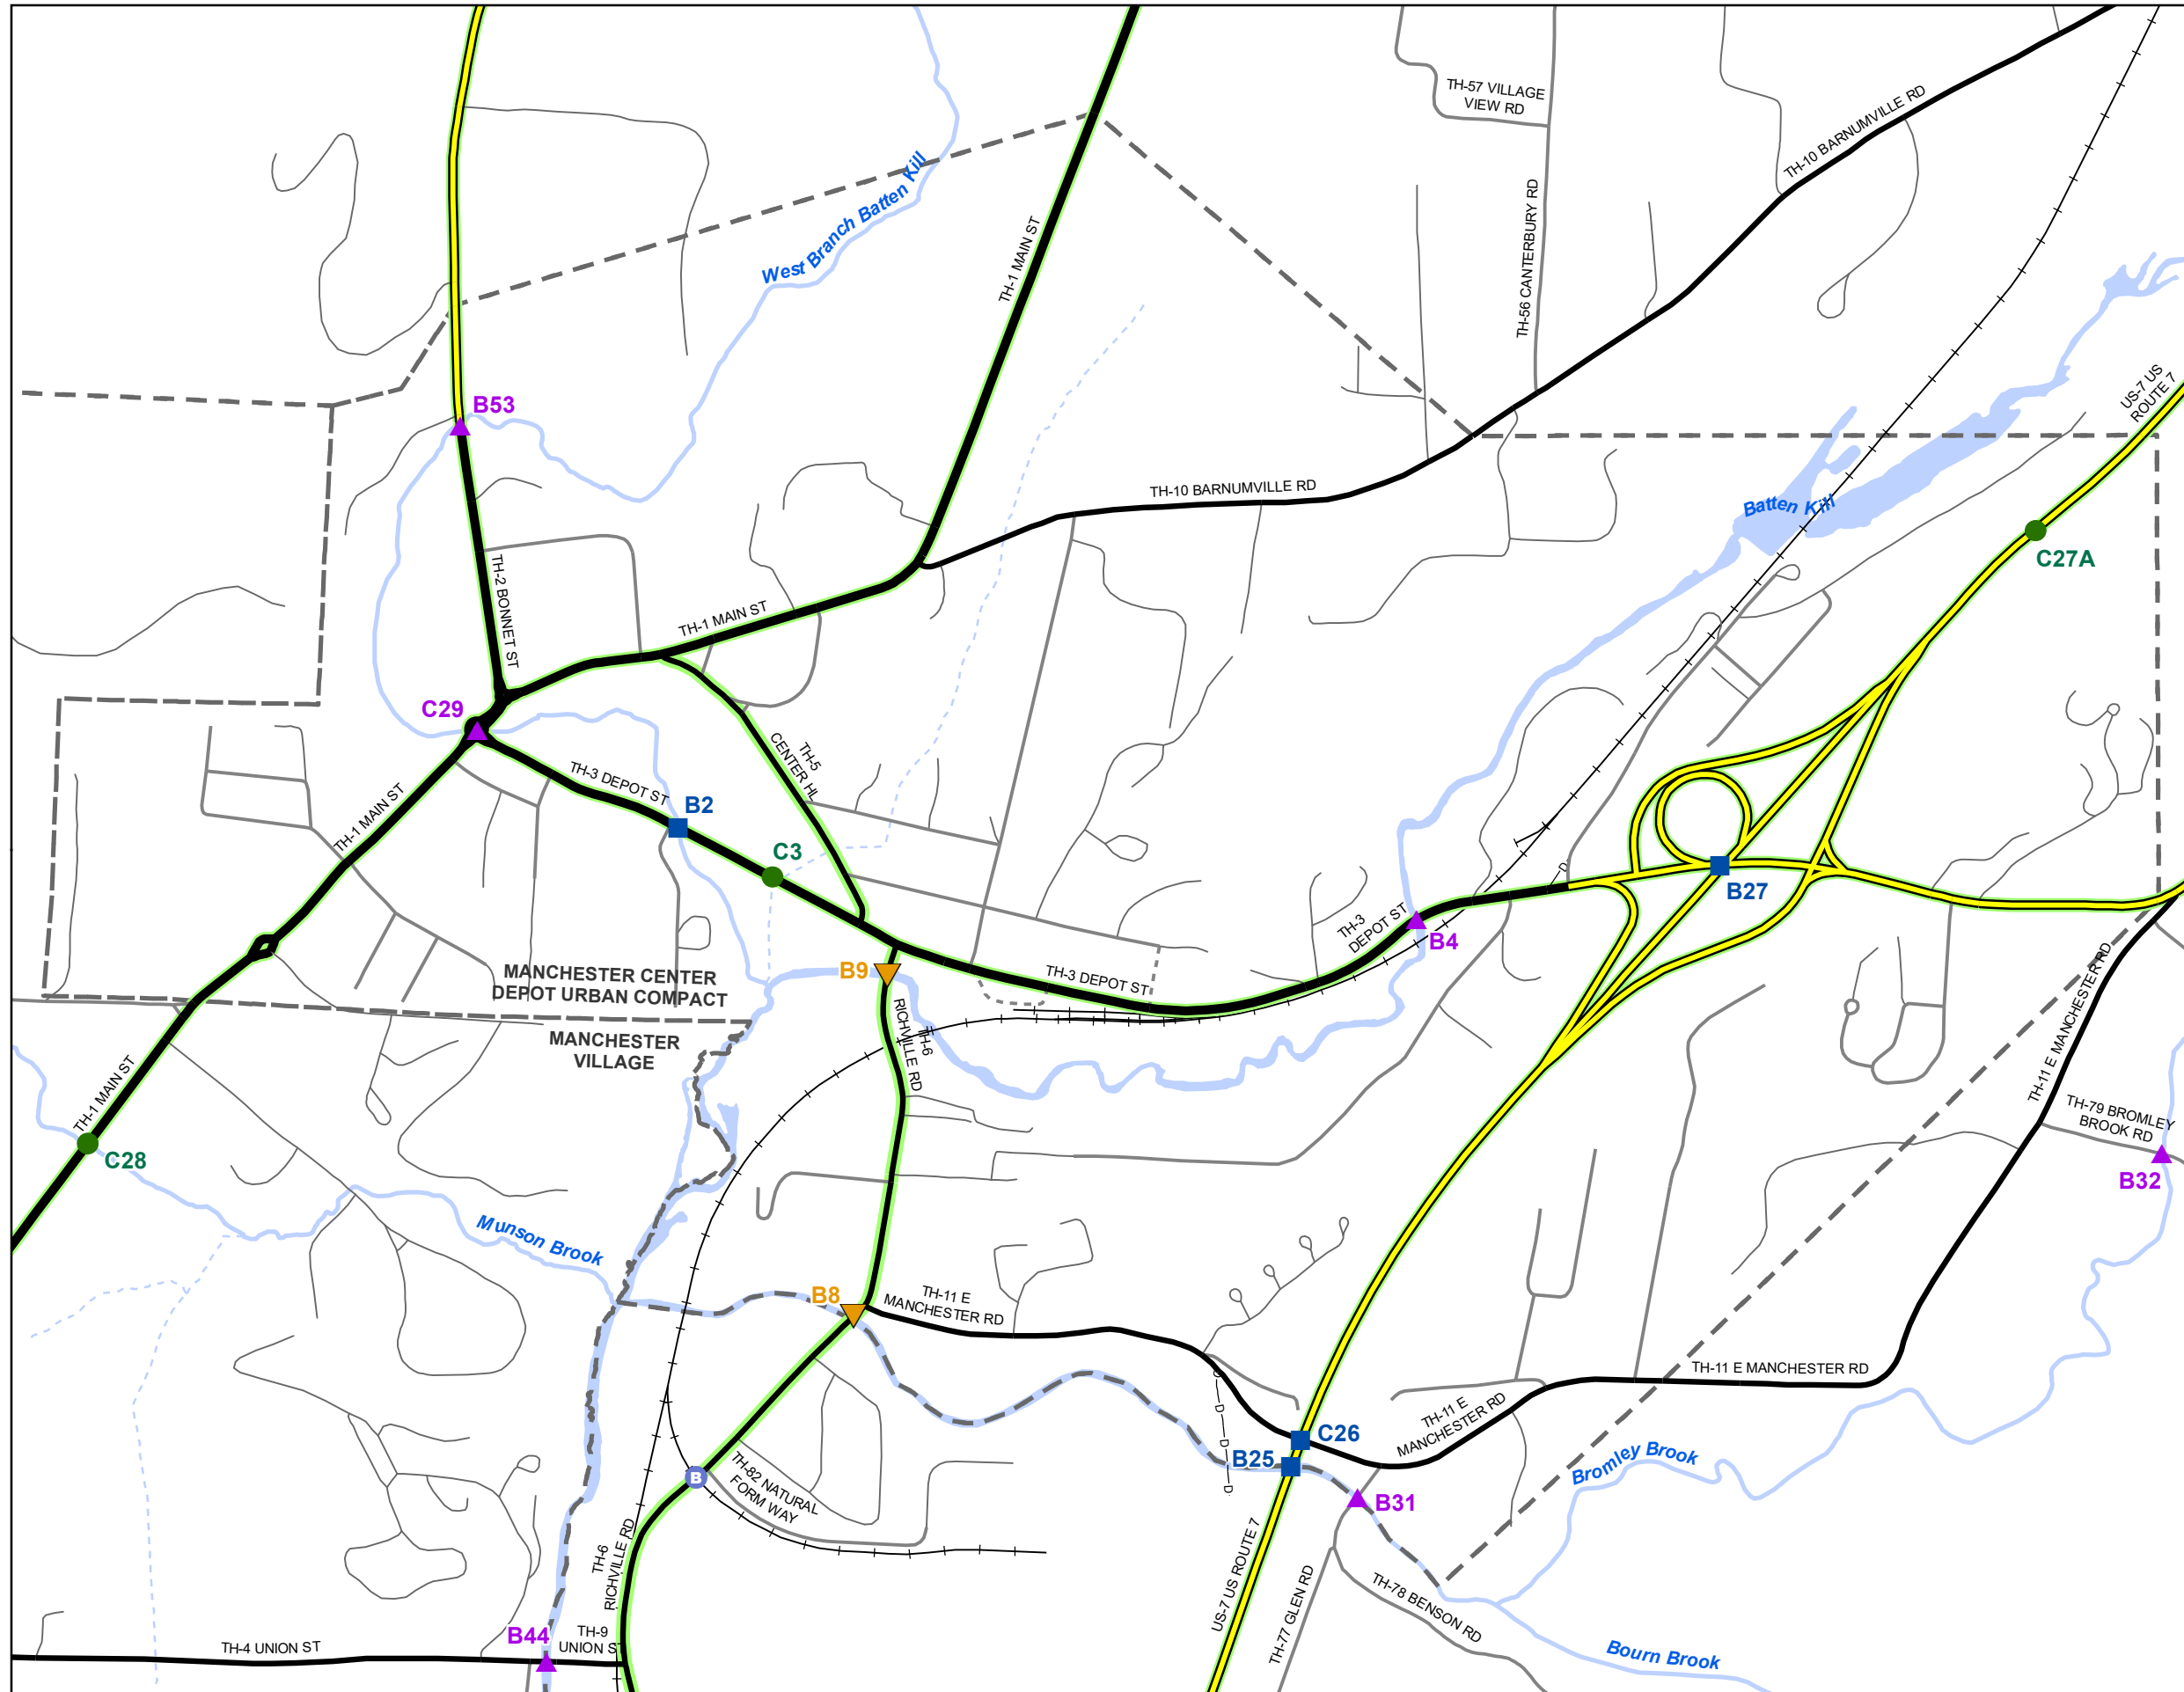 TH-57 VILLAGE
VIEW RD
TH-10 BARNUMVILLE RD
West Branch Batten Kill
TH-1 MAIN ST
TH-56 CANTERBURY RD
US-7 US
ROUTE 7
B53
TH-10 BARNUMVILLE RD
Batten Kill
C27A
TH-2 BONNET ST
TH-1 MAIN ST
C29
TH-5
CENTER HL
TH-3 DEPOT ST
B2
TH-1 MAIN ST
C3
D
B27
TH-3
DEPOT ST
B4
MANCHESTER CENTER
DEPOT URBAN COMPACT
B9
TH-3 DEPOT ST
TH-6
RICHVILLE RD
MANCHESTER
VILLAGE
TH-11 E MANCHESTER RD
TH-1 MAIN ST
C28
TH-79 BROMLEY
BROOK RD
B32
Munson Brook
B8
TH-11 E
MANCHESTER RD
TH-11 E MANCHESTER RD
D
D
D
D
D
TH-11 E
MANCHESTER RD
C26
B25
Bromley Brook
B
TH-82 NATURAL
FORM WAY
B31
TH-6
RICHVILLE RD
US-7 US ROUTE 7
TH-77 GLEN RD
TH-78 BENSON RD
B44
TH-9
UNION ST
TH-4 UNION ST
Bourn Brook